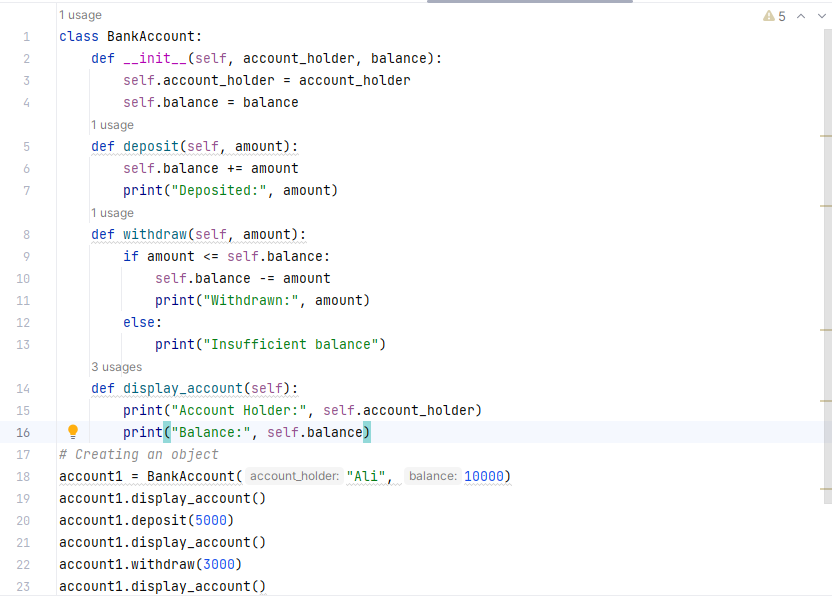 1 usage
5
1 class BankAccount:
2     def __init__(self, account_holder, balance):
3         self.account_holder = account_holder
4         self.balance = balance
1 usage
5     def deposit(self, amount):
6         self.balance += amount
7         print("Deposited:", amount)
1 usage
8     def withdraw(self, amount):
9         if amount <= self.balance:
10             self.balance -= amount
11             print("Withdrawn:", amount)
12         else:
13             print("Insufficient balance")
3 usages
14     def display_account(self):
15         print("Account Holder:", self.account_holder)
16         print("Balance:", self.balance)
17 # Creating an object
18 account1 = BankAccount( account_holder: "Ali", balance: 10000)
19 account1.display_account()
20 account1.deposit(5000)
21 account1.display_account()
22 account1.withdraw(3000)
23 account1.display_account()